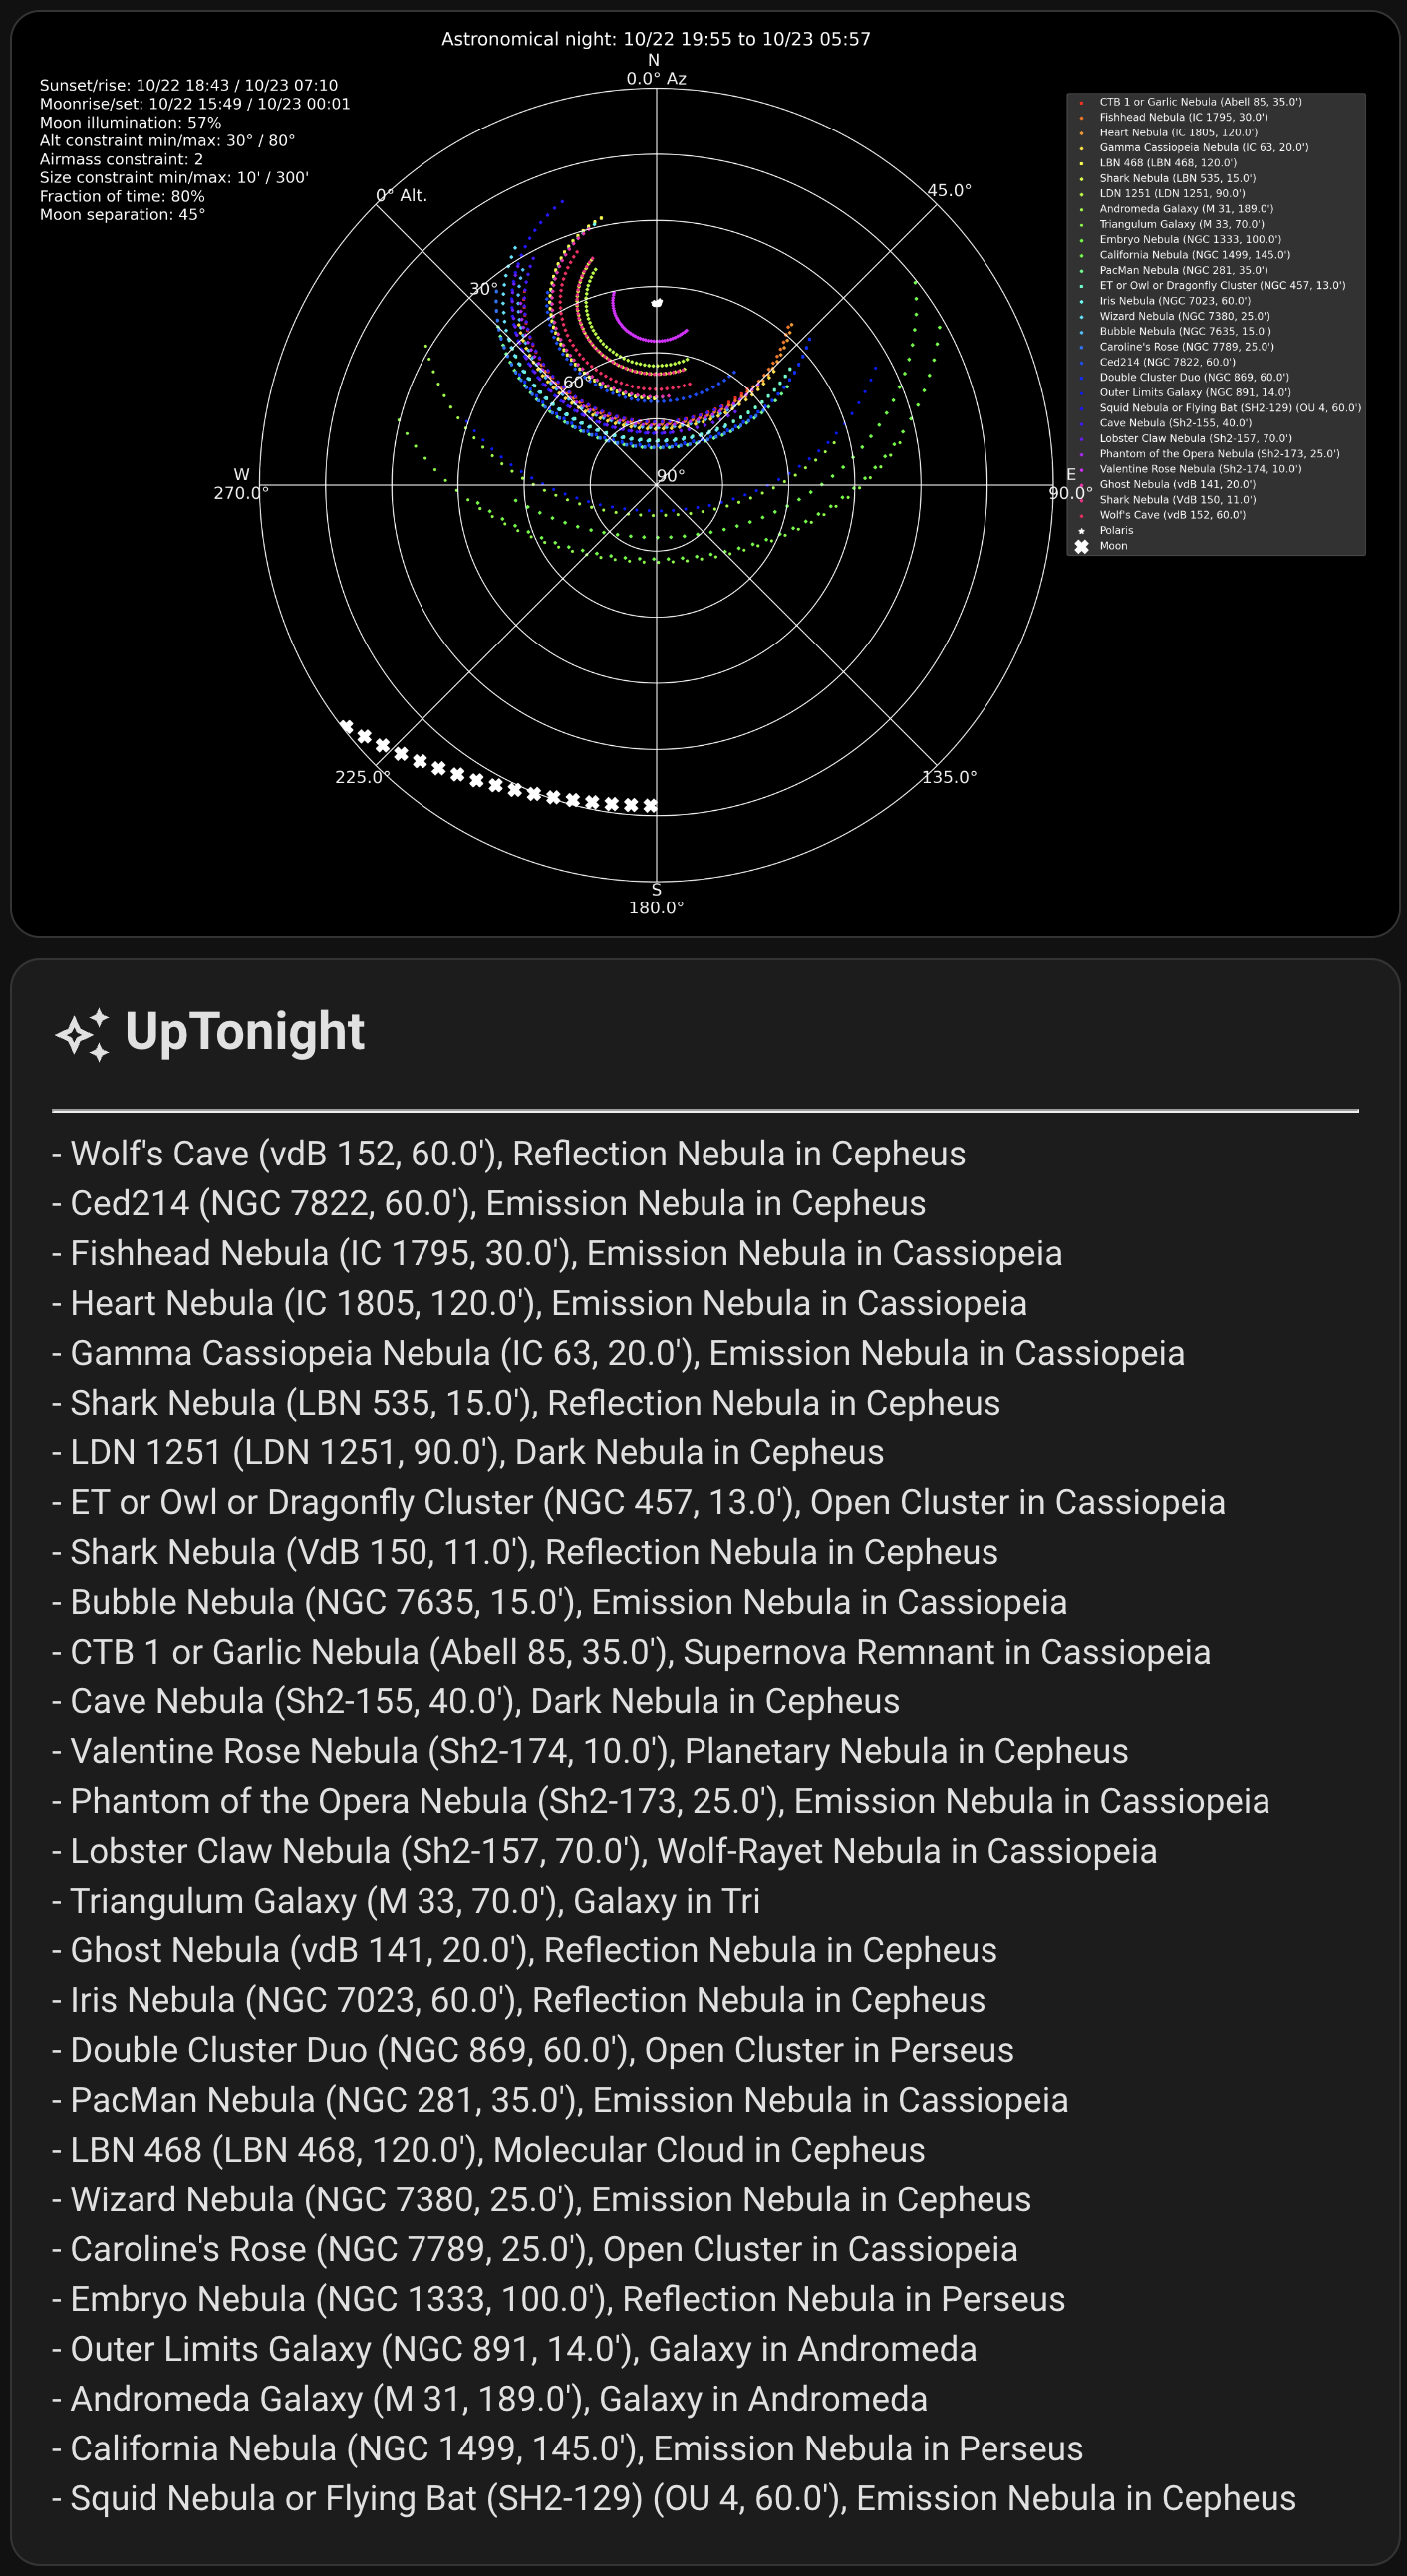 Astronomical night: 10/22 19:55 to 10/23 05:57
N
0.0° Az
Sunset/rise: 10/22 18:43 / 10/23 07:10
Moonrise/set: 10/22 15:49 / 10/23 00:01
Moon illumination: 57%
Alt constraint min/max: 30° / 80°
Airmass constraint: 2
Size constraint min/max: 10' / 300'
Fraction of time: 80%
Moon separation: 45°
0° Alt.
30°
60°
90°
45.0°
E
90.0°
135.0°
S
180.0°
225.0°
W
270.0°
CTB 1 or Garlic Nebula (Abell 85, 35.0')
Fishhead Nebula (IC 1795, 30.0')
Heart Nebula (IC 1805, 120.0')
Gamma Cassiopeia Nebula (IC 63, 20.0')
LBN 468 (LBN 468, 120.0')
Shark Nebula (LBN 535, 15.0')
LDN 1251 (LDN 1251, 90.0')
Andromeda Galaxy (M 31, 189.0')
Triangulum Galaxy (M 33, 70.0')
Embryo Nebula (NGC 1333, 100.0')
California Nebula (NGC 1499, 145.0')
PacMan Nebula (NGC 281, 35.0')
ET or Owl or Dragonfly Cluster (NGC 457, 13.0')
Iris Nebula (NGC 7023, 60.0')
Wizard Nebula (NGC 7380, 25.0')
Bubble Nebula (NGC 7635, 15.0')
Caroline's Rose (NGC 7789, 25.0')
Ced214 (NGC 7822, 60.0')
Double Cluster Duo (NGC 869, 60.0')
Outer Limits Galaxy (NGC 891, 14.0')
Squid Nebula or Flying Bat (SH2-129) (OU 4, 60.0')
Cave Nebula (Sh2-155, 40.0')
Lobster Claw Nebula (Sh2-157, 70.0')
Phantom of the Opera Nebula (Sh2-173, 25.0')
Valentine Rose Nebula (Sh2-174, 10.0')
Ghost Nebula (vdB 141, 20.0')
Shark Nebula (VdB 150, 11.0')
Wolf's Cave (vdB 152, 60.0')
Polaris
Moon
UpTonight
- Wolf's Cave (vdB 152, 60.0'), Reflection Nebula in Cepheus
- Ced214 (NGC 7822, 60.0'), Emission Nebula in Cepheus
- Fishhead Nebula (IC 1795, 30.0'), Emission Nebula in Cassiopeia
- Heart Nebula (IC 1805, 120.0'), Emission Nebula in Cassiopeia
- Gamma Cassiopeia Nebula (IC 63, 20.0'), Emission Nebula in Cassiopeia
- Shark Nebula (LBN 535, 15.0'), Reflection Nebula in Cepheus
- LDN 1251 (LDN 1251, 90.0'), Dark Nebula in Cepheus
- ET or Owl or Dragonfly Cluster (NGC 457, 13.0'), Open Cluster in Cassiopeia
- Shark Nebula (VdB 150, 11.0'), Reflection Nebula in Cepheus
- Bubble Nebula (NGC 7635, 15.0'), Emission Nebula in Cassiopeia
- CTB 1 or Garlic Nebula (Abell 85, 35.0'), Supernova Remnant in Cassiopeia
- Cave Nebula (Sh2-155, 40.0'), Dark Nebula in Cepheus
- Valentine Rose Nebula (Sh2-174, 10.0'), Planetary Nebula in Cepheus
- Phantom of the Opera Nebula (Sh2-173, 25.0'), Emission Nebula in Cassiopeia
- Lobster Claw Nebula (Sh2-157, 70.0'), Wolf-Rayet Nebula in Cassiopeia
- Triangulum Galaxy (M 33, 70.0'), Galaxy in Tri
- Ghost Nebula (vdB 141, 20.0'), Reflection Nebula in Cepheus
- Iris Nebula (NGC 7023, 60.0'), Reflection Nebula in Cepheus
- Double Cluster Duo (NGC 869, 60.0'), Open Cluster in Perseus
- PacMan Nebula (NGC 281, 35.0'), Emission Nebula in Cassiopeia
- LBN 468 (LBN 468, 120.0'), Molecular Cloud in Cepheus
- Wizard Nebula (NGC 7380, 25.0'), Emission Nebula in Cepheus
- Caroline's Rose (NGC 7789, 25.0'), Open Cluster in Cassiopeia
- Embryo Nebula (NGC 1333, 100.0'), Reflection Nebula in Perseus
- Outer Limits Galaxy (NGC 891, 14.0'), Galaxy in Andromeda
- Andromeda Galaxy (M 31, 189.0'), Galaxy in Andromeda
- California Nebula (NGC 1499, 145.0'), Emission Nebula in Perseus
- Squid Nebula or Flying Bat (SH2-129) (OU 4, 60.0'), Emission Nebula in Cepheus